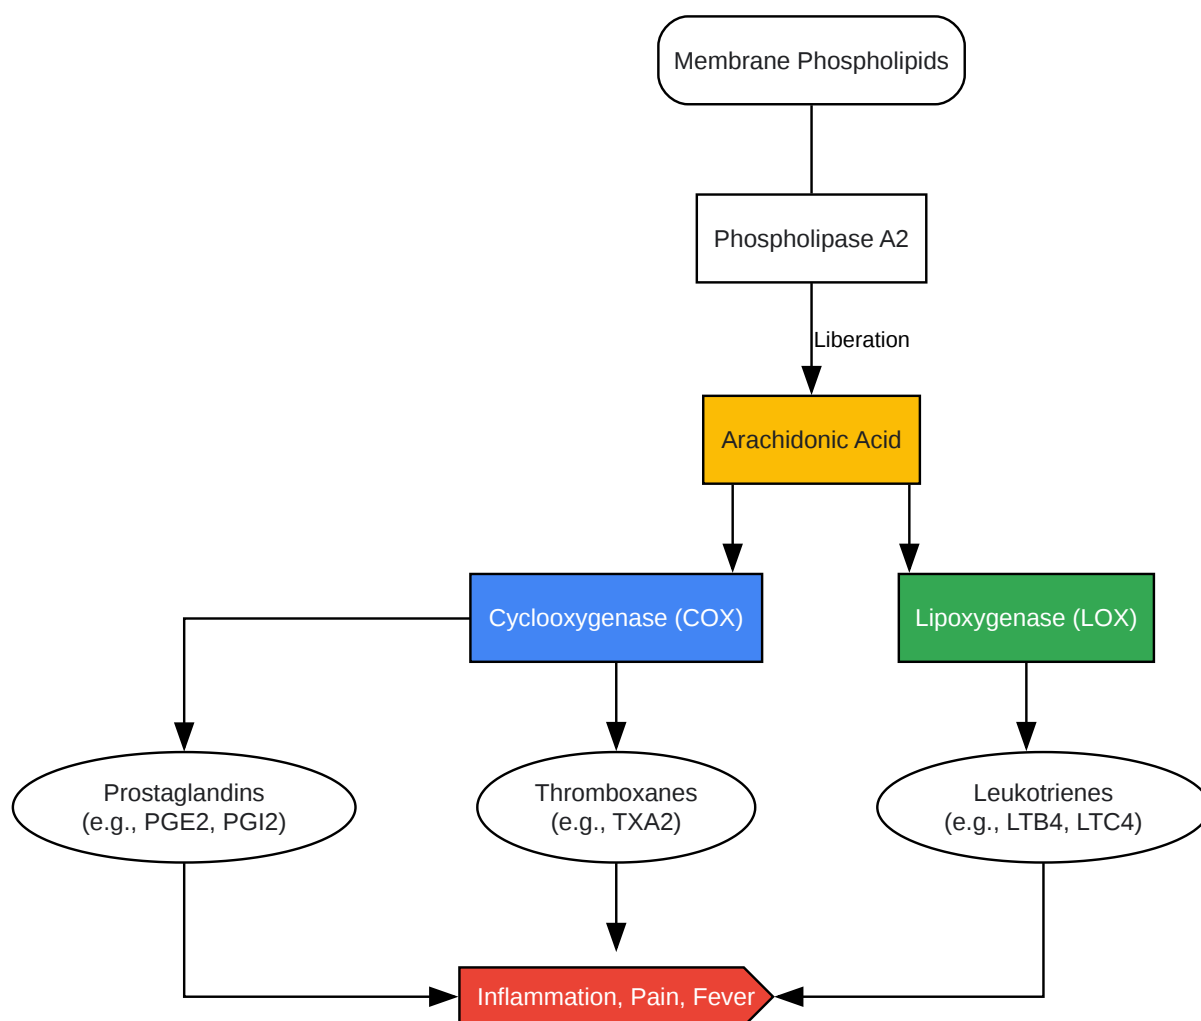 Membrane Phospholipids
Phospholipase A2
Liberation
Arachidonic Acid
Cyclooxygenase (COX)
Lipoxygenase (LOX)
Prostaglandins
(e.g., PGE2, PGI2)
Thromboxanes
(e.g., TXA2)
Leukotrienes
(e.g., LTB4, LTC4)
Inflammation, Pain, Fever